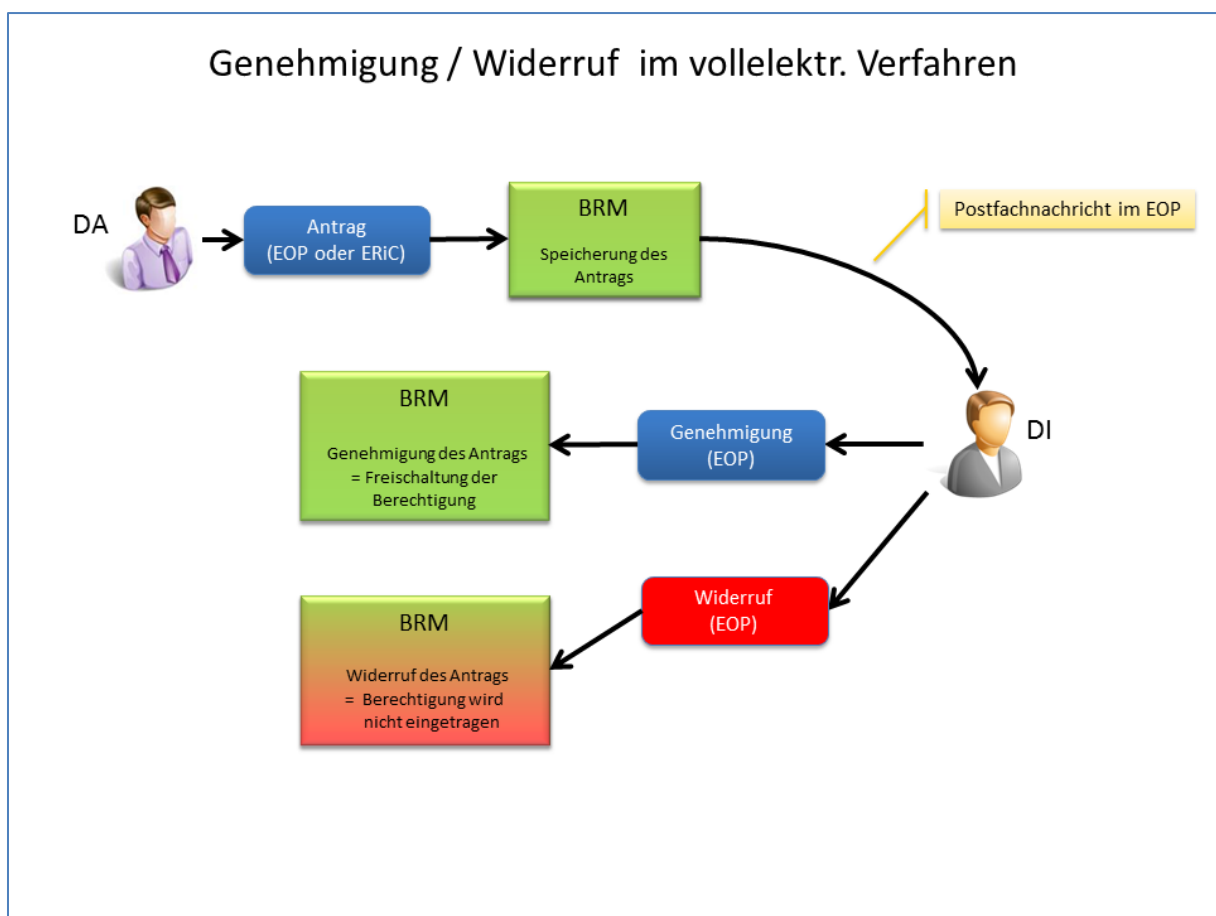 Genehmigung / Widerruf im vollelektr. Verfahren
DA
Antrag
(EOP oder ERiC)
BRM
Speicherung des
Antrags
Postfachnachricht im EOP
BRM
Genehmigung des Antrags
= Freischaltung der
Berechtigung
Genehmigung
(EOP)
DI
BRM
Widerruf des Antrags
= Berechtigung wird
nicht eingetragen
Widerruf
(EOP)